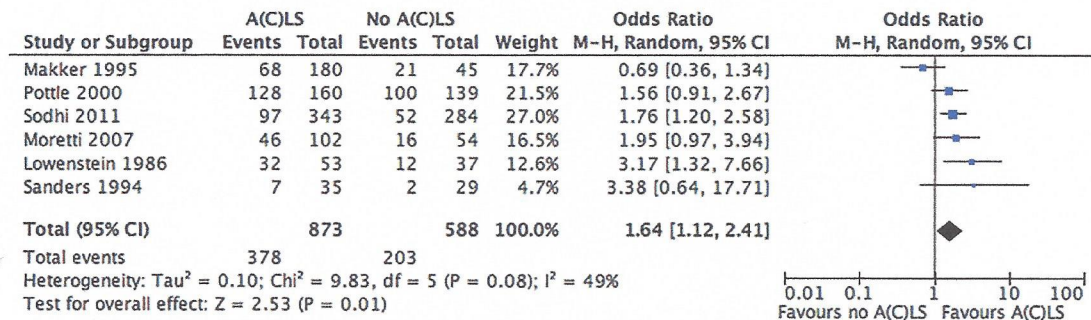 A(C)LS No A(C)LS Odds Ratio Odds Ratio
Study or Subgroup Events Total Events Total Weight M-H, Random, 95% CI M-H, Random, 95% CI
Makker 1995 68 180 21 45 17.7% 0.69 [0.36, 1.34]
Pottle 2000 128 160 100 139 21.5% 1.56 [0.91, 2.67]
Sodhi 2011 97 343 52 284 27.0% 1.76 [1.20, 2.58]
Moretti 2007 46 102 16 54 16.5% 1.95 [0.97, 3.94]
Lowenstein 1986 32 53 12 37 12.6% 3.17 [1.32, 7.66]
Sanders 1994 7 35 2 29 4.7% 3.38 [0.64, 17.71]
Total (95% CI) 873 588 100.0% 1.64 [1.12, 2.41]
Total events 378 203
Heterogeneity: Tau² = 0.10; Chi² = 9.83, df = 5 (P = 0.08); I² = 49%
Test for overall effect: Z = 2.53 (P = 0.01)
0.01 0.1 1 10 100
Favours no A(C)LS Favours A(C)LS